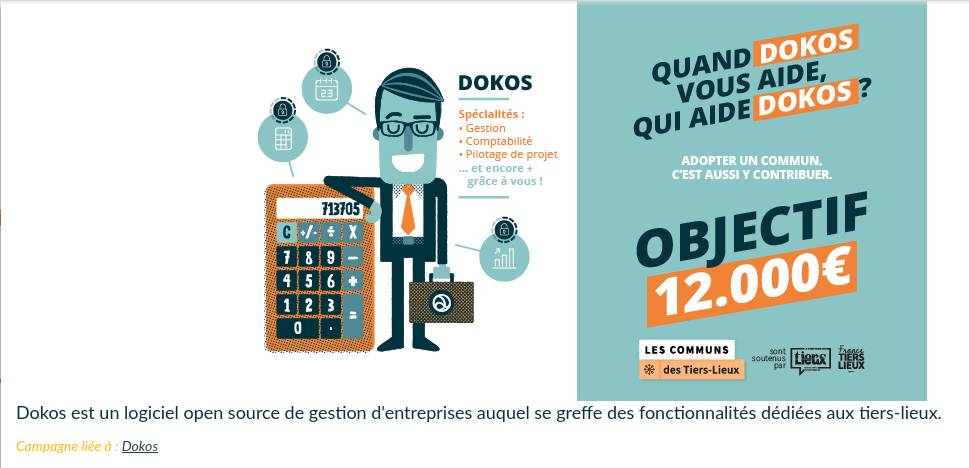 DOKOS
Spécialités :
• Gestion
• Comptabilité
• Pilotage de projet
... et encore +
grâce à vous !
23
713705
C +/- ÷ X
7 8 9 -
4 5 6 +
1 2 3 =
0 .
QUAND DOKOS
VOUS AIDE,
QUI AIDE DOKOS ?
ADOPTER UN COMMUN,
C'EST AUSSI Y CONTRIBUER.
OBJECTIF
12.000€
LES COMMUNS
des Tiers-Lieux
sont
soutenus
par
tiers
Francs
TIERS
LIEUX
Dokos est un logiciel open source de gestion d'entreprises auquel se greffe des fonctionnalités dédiées aux tiers-lieux.
Campagne liée à : Dokos